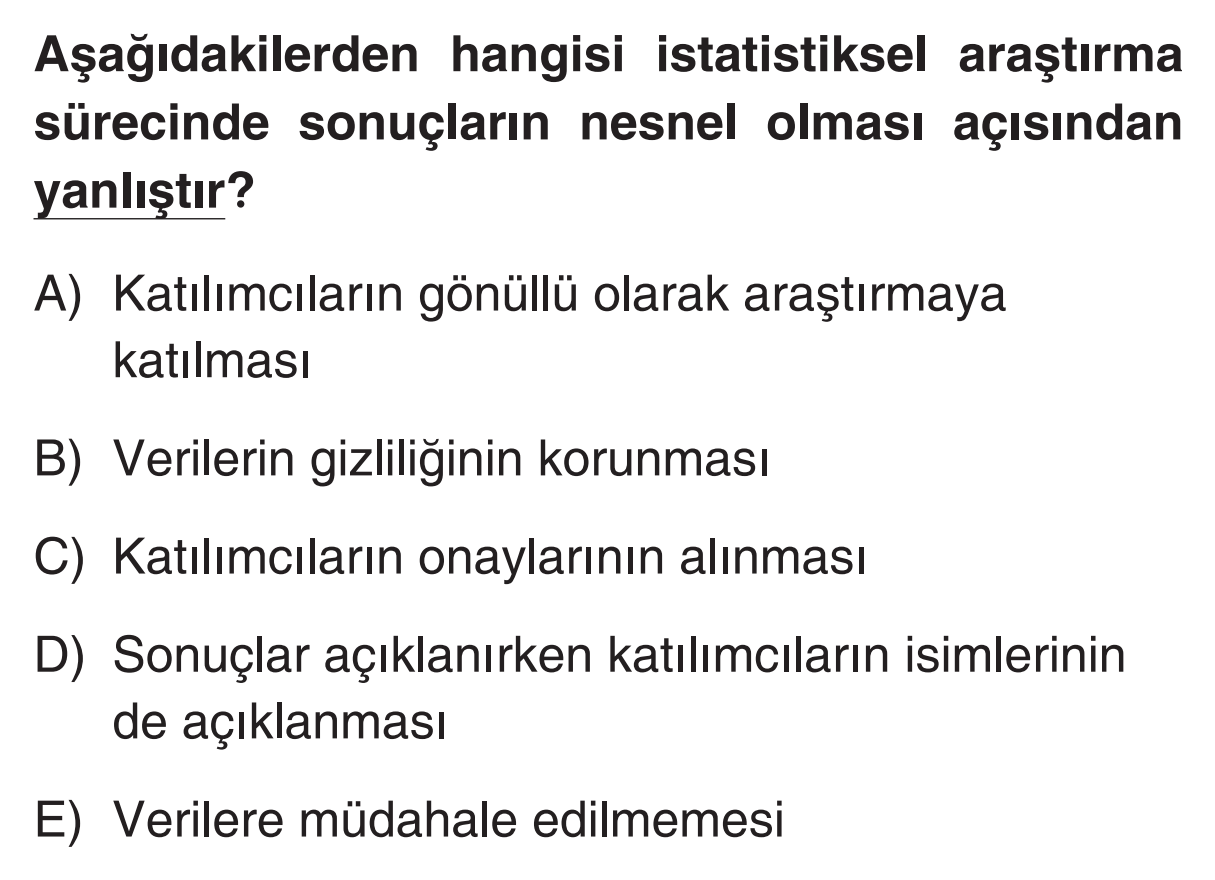 Aşağıdakilerden hangisi istatistiksel araştırma
sürecinde sonuçların nesnel olması açısından
yanlıştır?
A) Katılımcıların gönüllü olarak araştırmaya
katılması
B) Verilerin gizliliğinin korunması
C) Katılımcıların onaylarının alınması
D) Sonuçlar açıklanırken katılımcıların isimlerinin
de açıklanması
E) Verilere müdahale edilmemesi